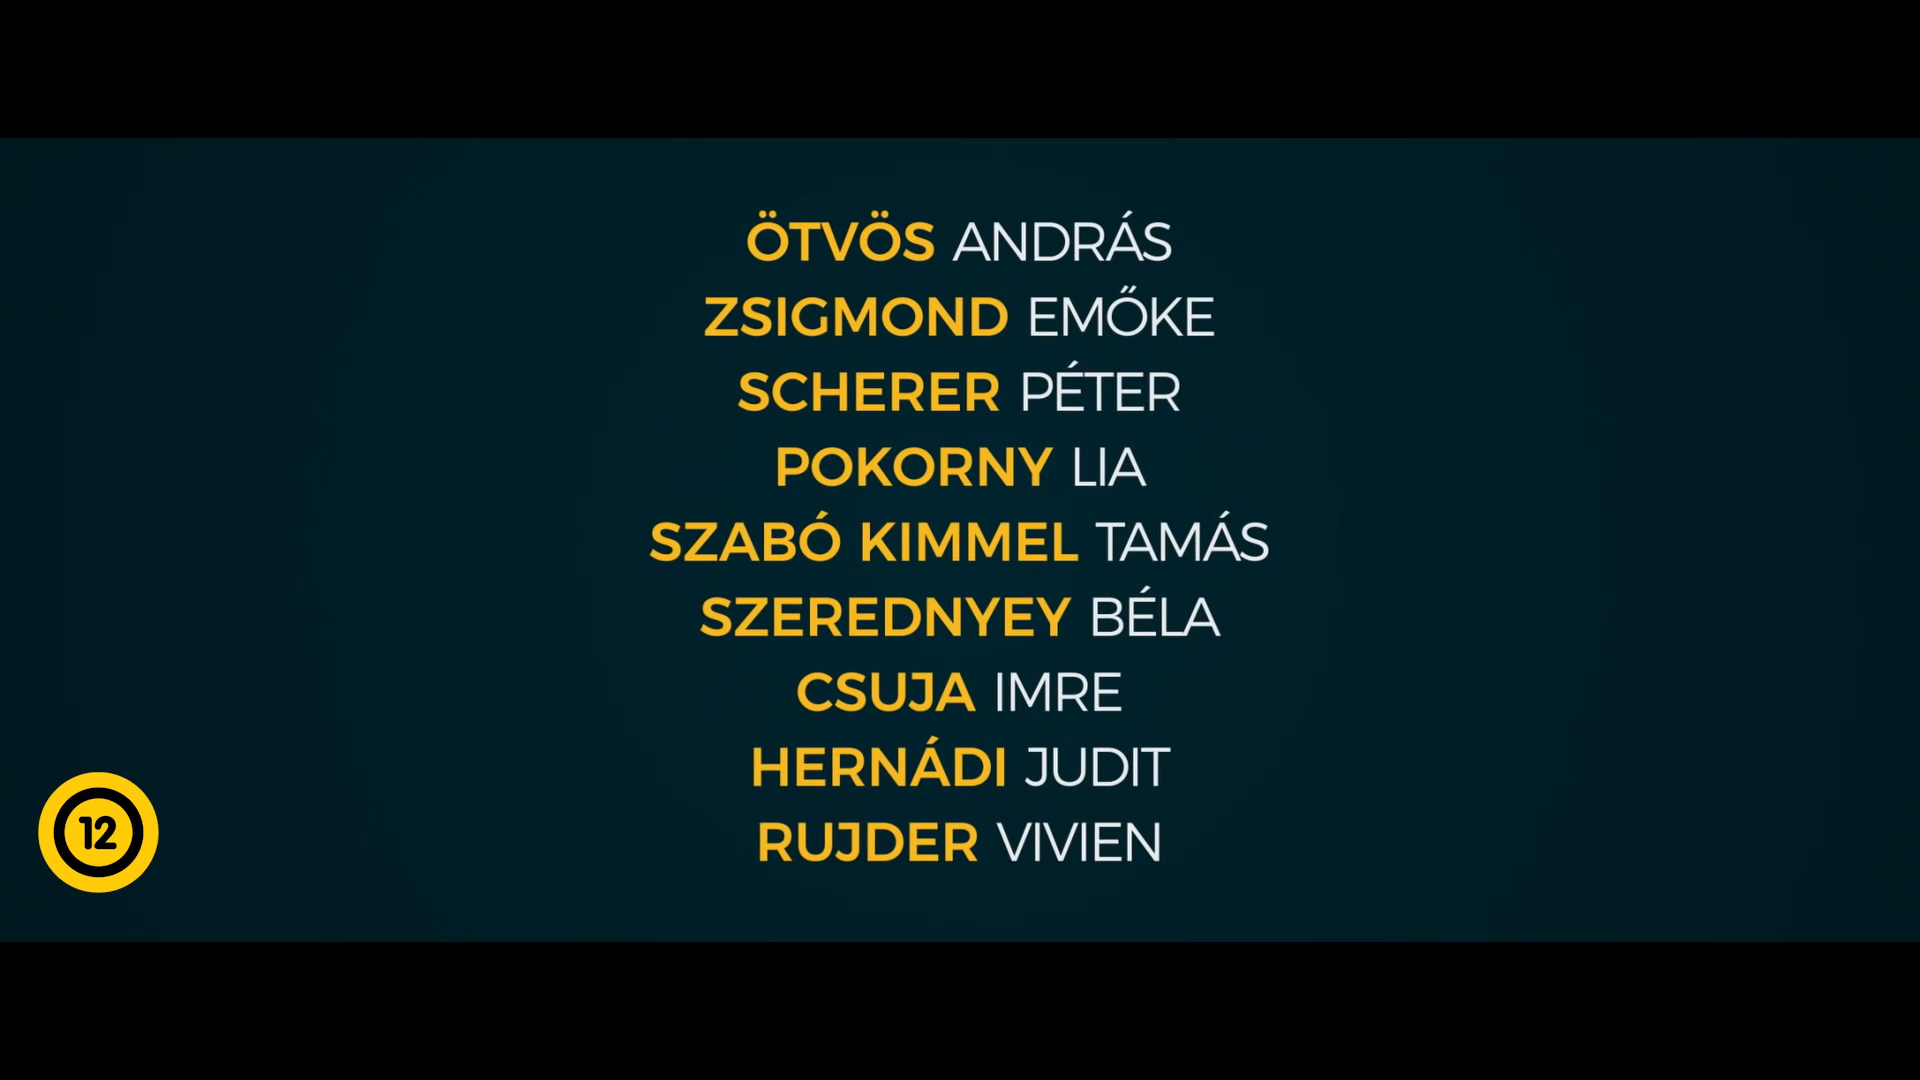 ÖTVÖS ANDRÁS
ZSIGMOND EMŐKE
SCHERER PÉTER
POKORNY LIA
SZABÓ KIMMEL TAMÁS
SZEREDNYEY BÉLA
CSUJA IMRE
HERNÁDI JUDIT
RUJDER VIVIEN
12